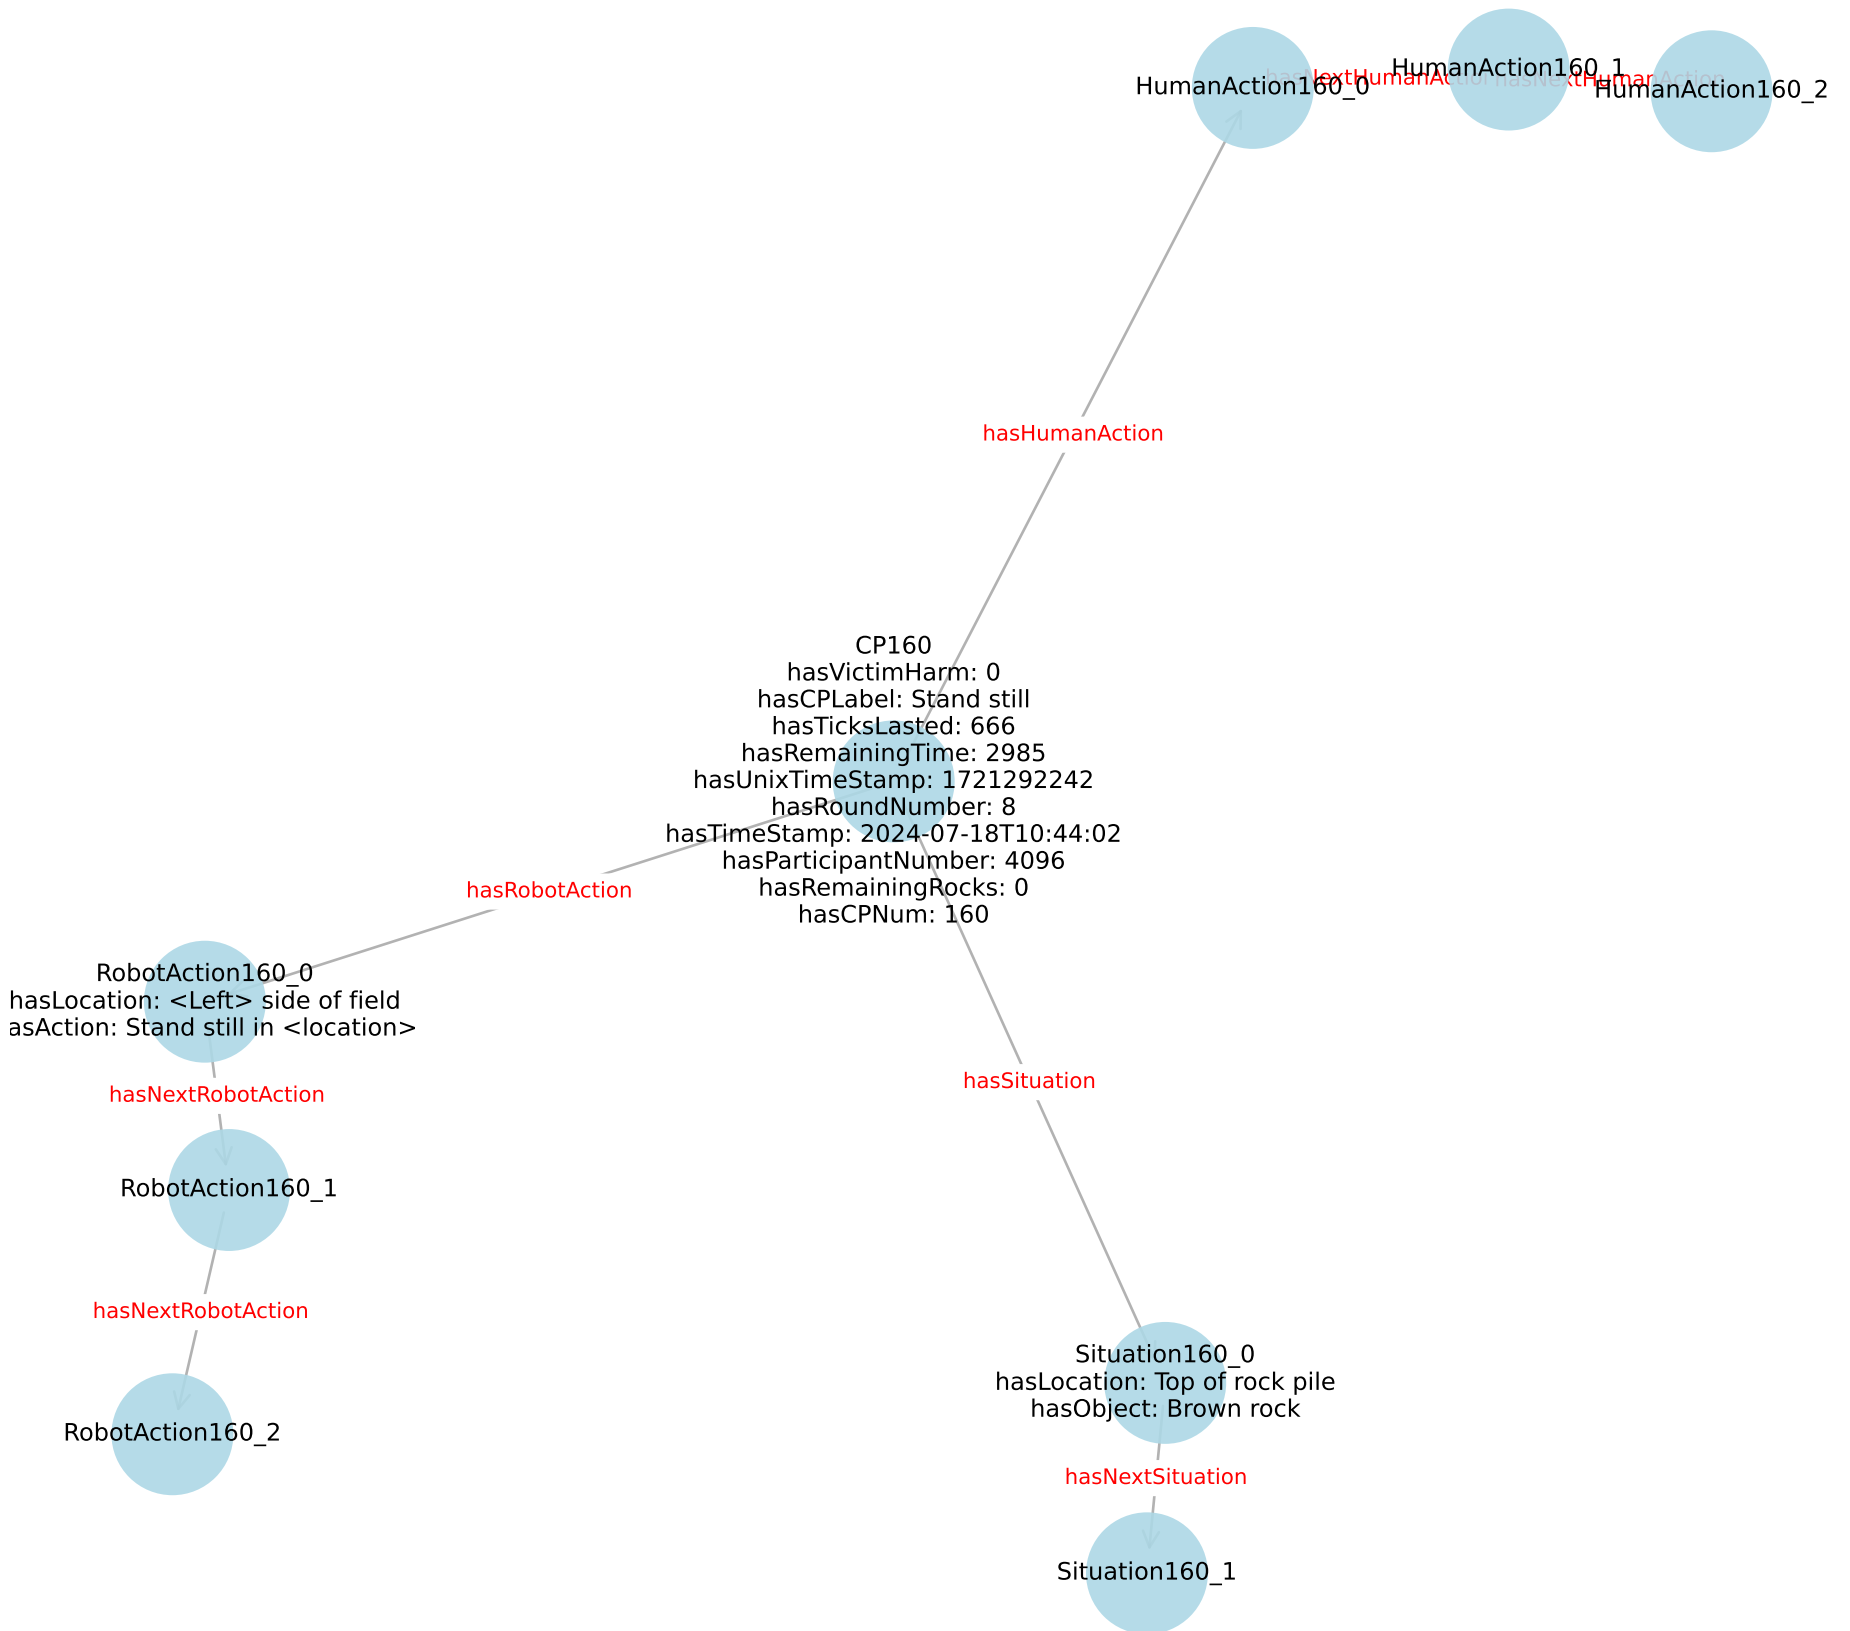 HumanAction160_1
hasNextHumanAction
hasNextHumanAction
HumanAction160_0
HumanAction160_2
hasHumanAction
CP160
hasVictimHarm: 0
hasCPLabel: Stand still
hasTicksLasted: 666
hasRemainingTime: 2985
hasUnixTimeStamp: 1721292242
hasRoundNumber: 8
hasTimeStamp: 2024-07-18T10:44:02
hasParticipantNumber: 4096
hasRemainingRocks: 0
hasCPNum: 160
hasRobotAction
RobotAction160_0
hasLocation: <Left> side of field
asAction: Stand still in <location>
hasSituation
hasNextRobotAction
RobotAction160_1
hasNextRobotAction
Situation160_0
hasLocation: Top of rock pile
hasObject: Brown rock
RobotAction160_2
hasNextSituation
Situation160_1